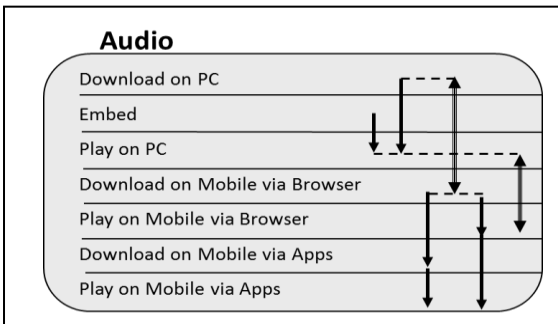 Audio
Download on PC
Embed
Play on PC
Download on Mobile via Browser
Play on Mobile via Browser
Download on Mobile via Apps
Play on Mobile via Apps